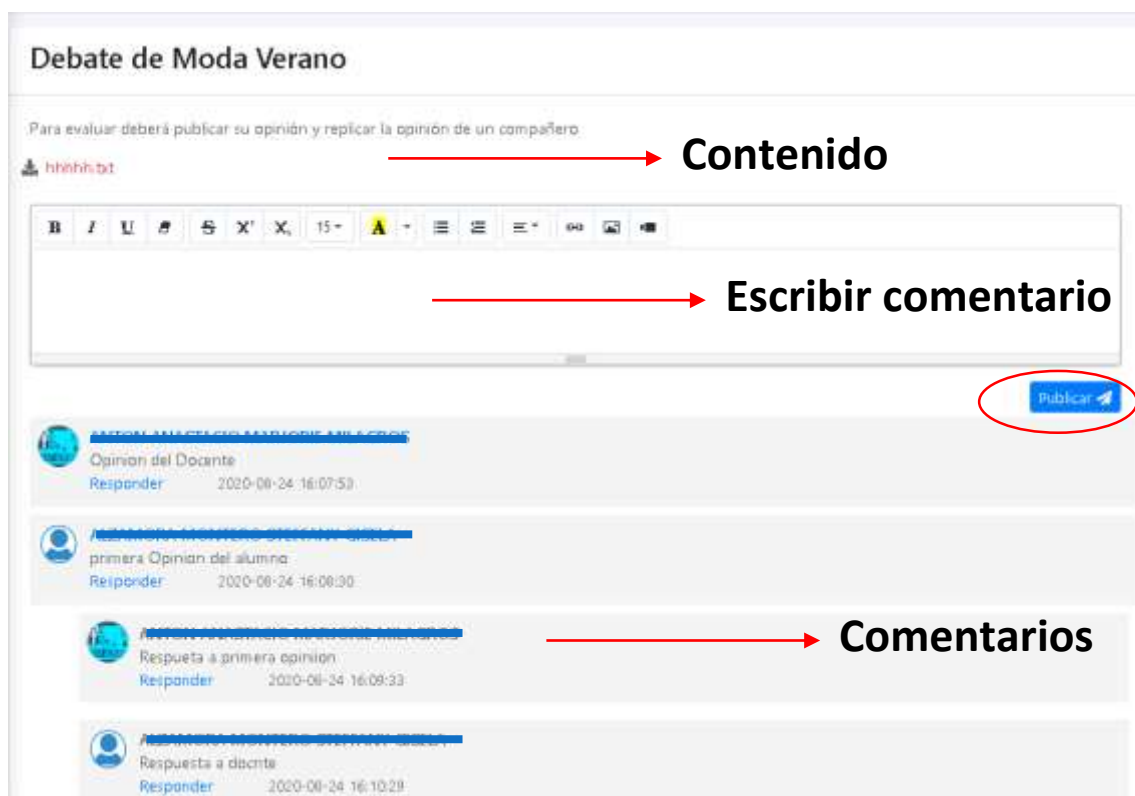 Debate de Moda Verano
Para evaluar deberá publicar su opinión y replicar la opinión de un compañero
Contenido
hhhhh.txt
B I U S X X 15 A
Escribir comentario
Publicar
Opinion del Docente
Responder 2020-08-24 16:07:53
primera Opinion del alumno
Responder 2020-08-24 16:08:30
Comentarios
Respueta a primera opiniion
Responder 2020-08-24 16:09:33
Respuesta a docnte
Responder 2020-08-24 16:10:29